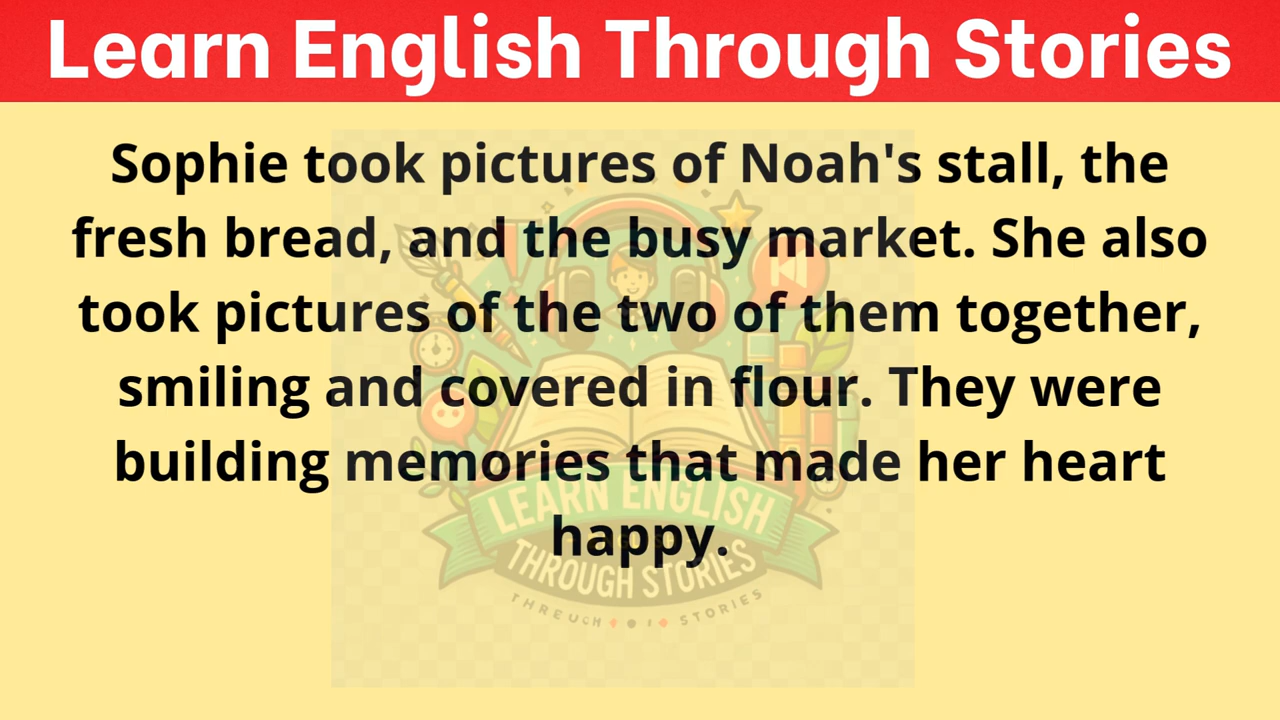 Learn English Through Stories
Sophie took pictures of Noah's stall, the
fresh bread, and the busy market. She also
took pictures of the two of them together,
smiling and covered in flour. They were
building memories that made her heart
happy.
LEARN ENGLISH
THROUGH STORIES
THREUCH STORIES